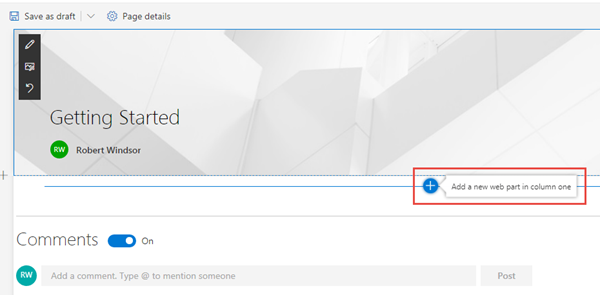 Save as draft Page details
Getting Started
RW Robert Windsor
Add a new web part in column one
Comments On
RW Add a comment. Type @ to mention someone Post